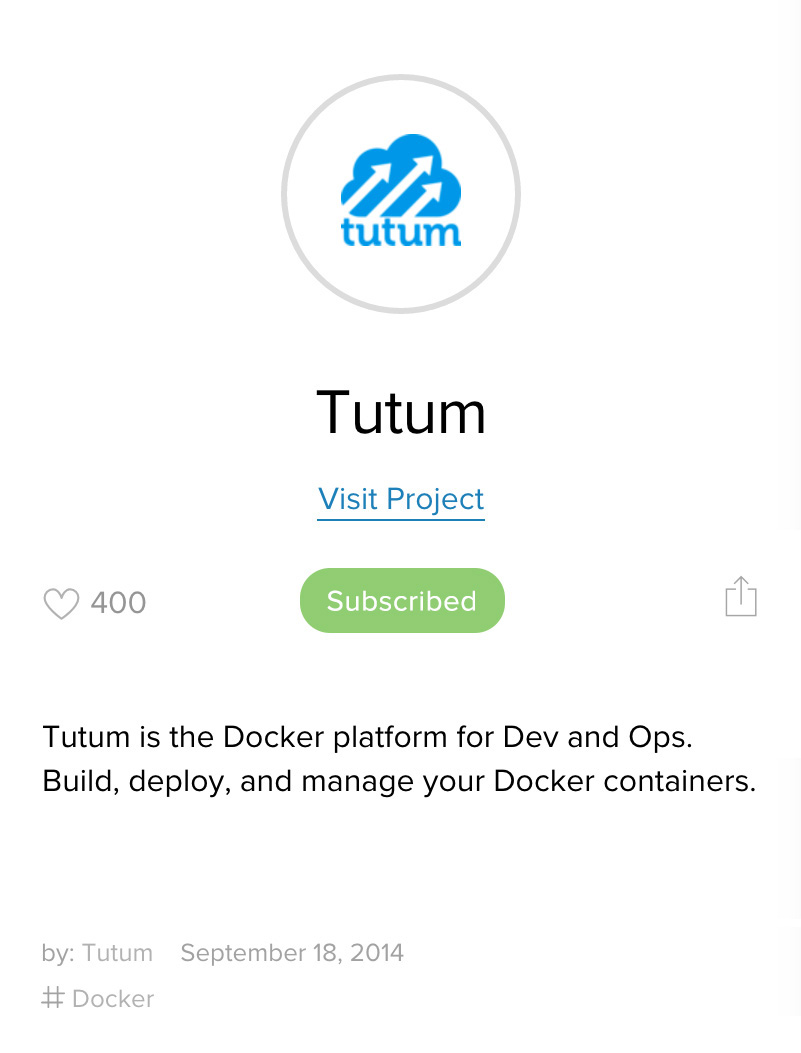 tutum
Tutum
Visit Project
400
Subscribed
Tutum is the Docker platform for Dev and Ops.
Build, deploy, and manage your Docker containers.
by: Tutum September 18, 2014
# Docker